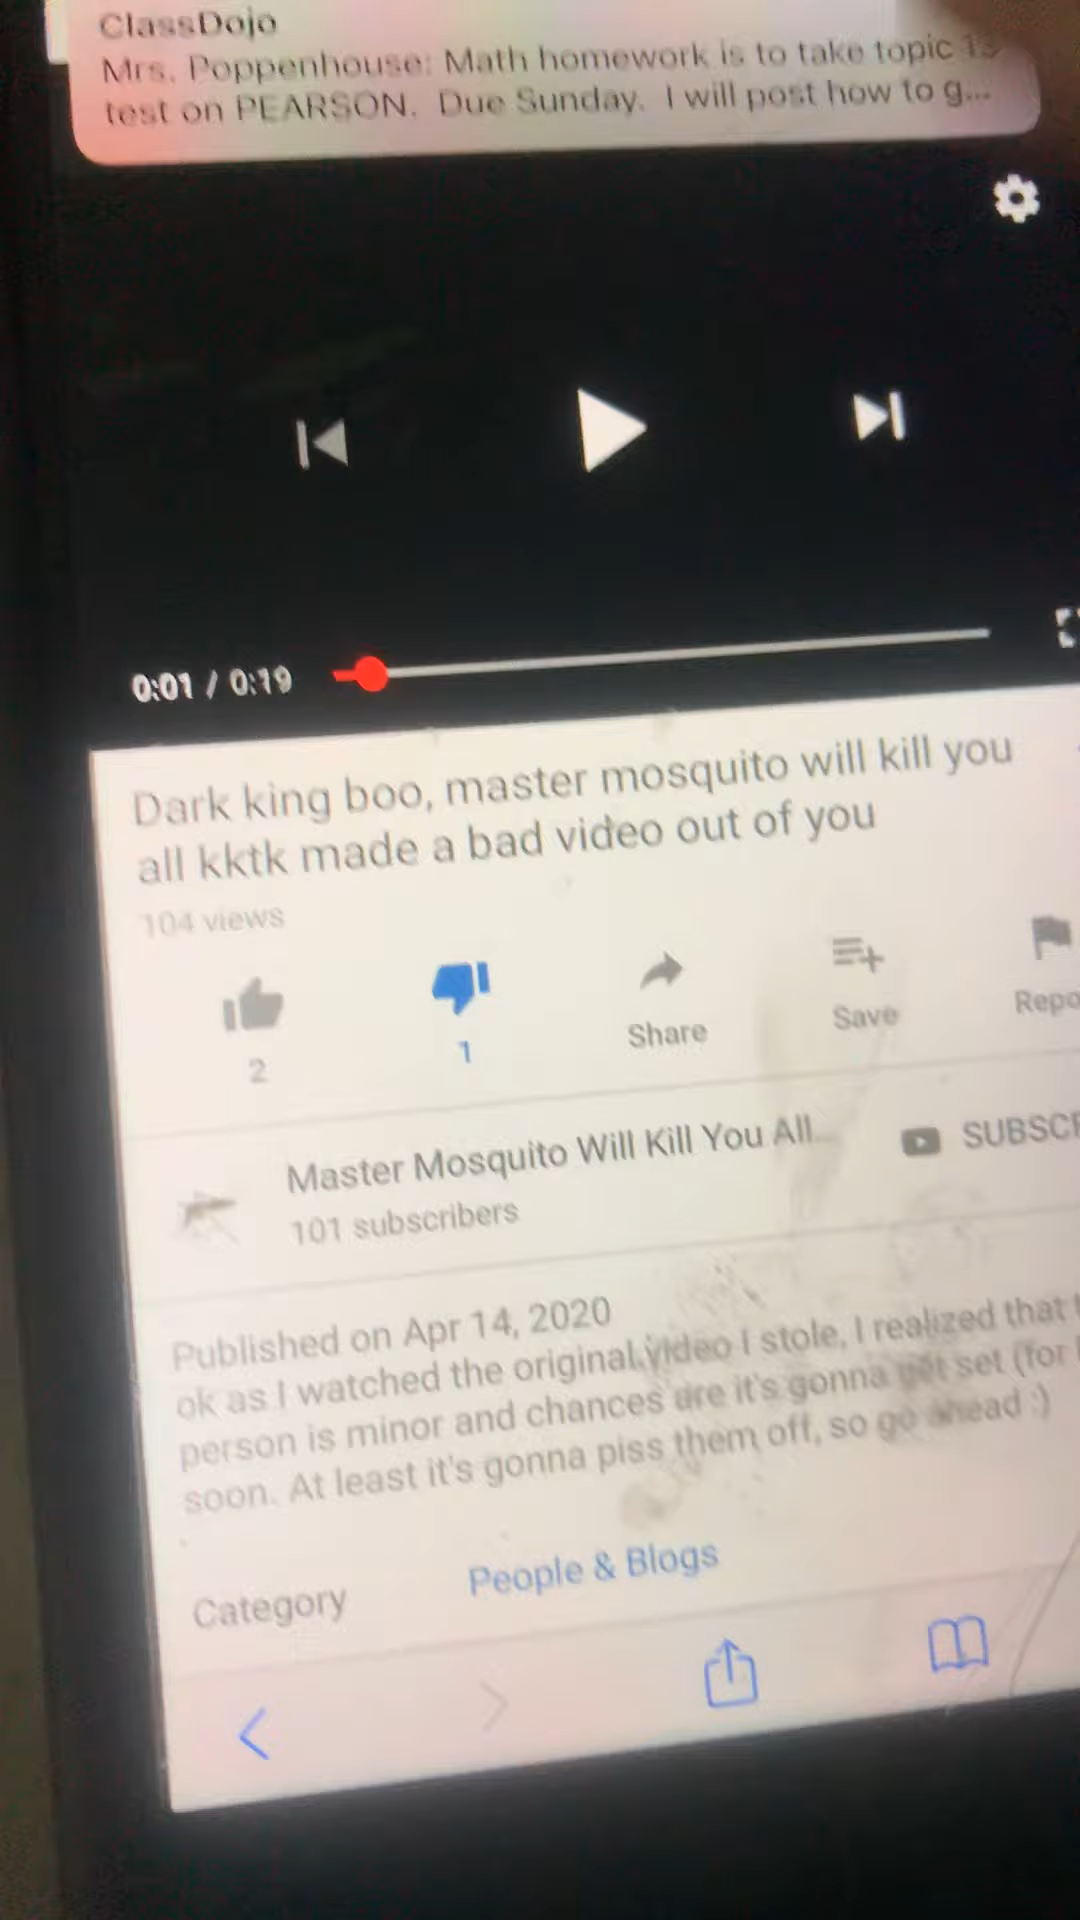 ClassDojo
Mrs. Poppenhouse: Math homework is to take topic
test on PEARSON. Due Sunday. I will post how to g...
0:01 / 0:19
Dark king boo, master mosquito will kill you
all kktk made a bad video out of you
104 views
2
1
Share
Save
Repo
Master Mosquito Will Kill You All...
101 subscribers
SUBSCR
Published on Apr 14, 2020
ok as I watched the original video I stole, I realized that t
person is minor and chances are it's gonna get set (for
soon. At least it's gonna piss them off, so go ahead :)
Category
People & Blogs